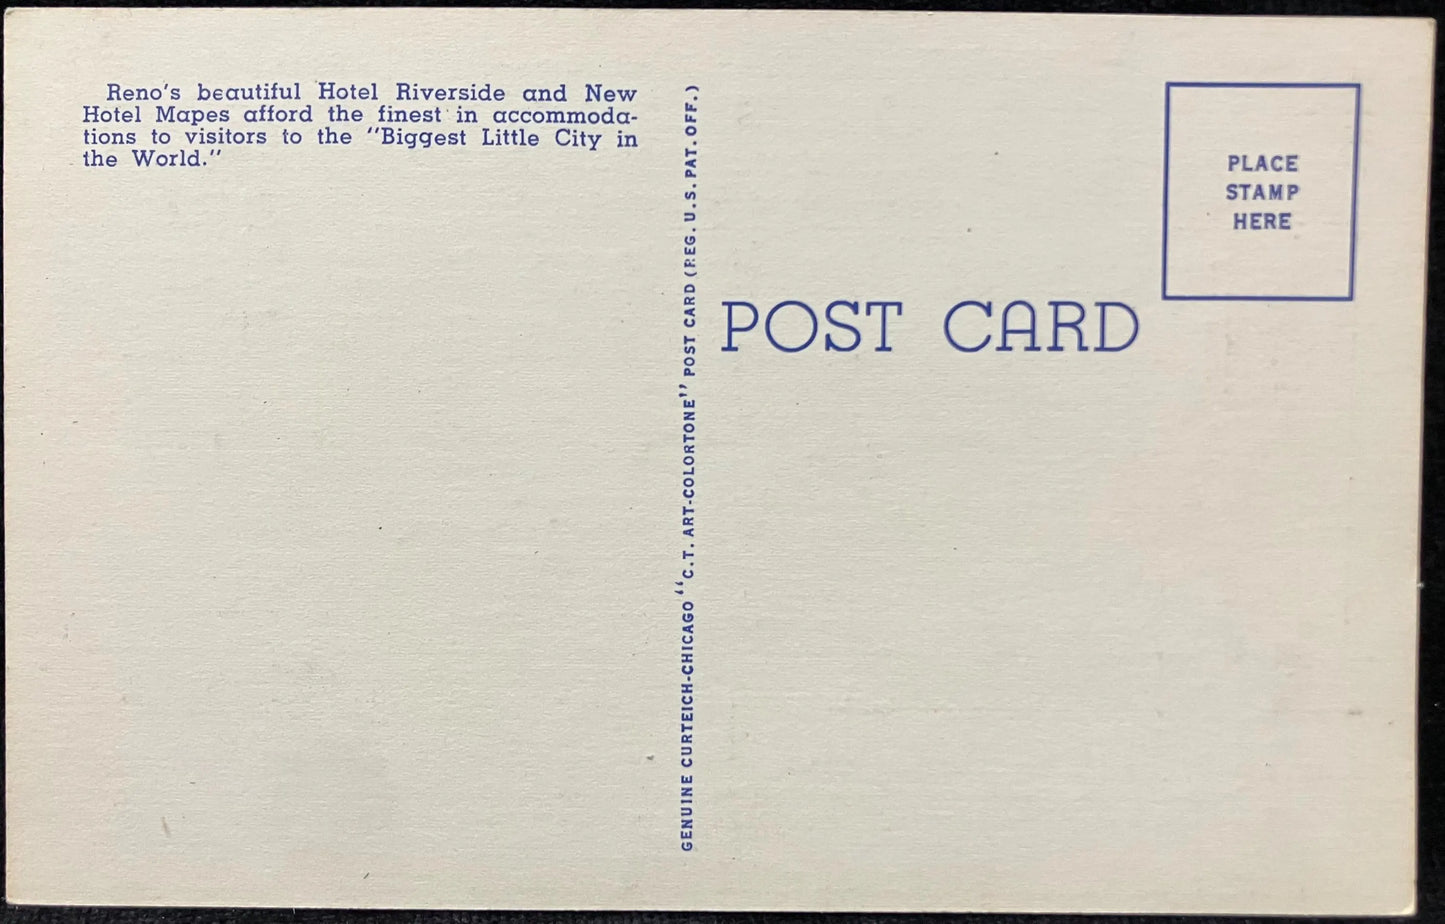 Reno's beautiful Hotel Riverside and New
Hotel Mapes afford the finest in accommoda-
tions to visitors to the "Biggest Little City in
the World."
GENUINE CURTEICH-CHICAGO "C.T. ART-COLORTONE" POST CARD (REG. U.S. PAT. OFF.)
POST CARD
PLACE
STAMP
HERE